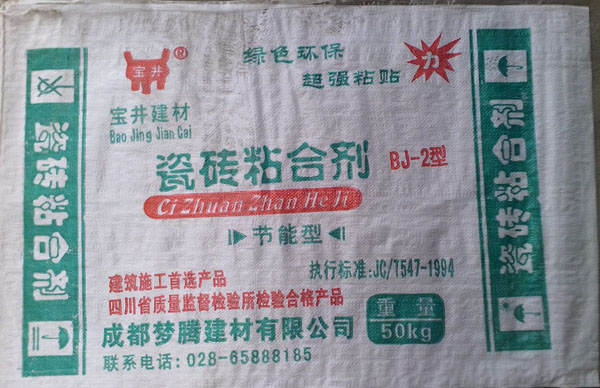 宝井
®
绿色环保
力
超强粘贴
宝井建材
Bao Jing Jian Cai
瓷砖粘合剂
BJ-2型
Ci Zhuan Zhan He Ji
节能型
执行标准:JC/T547-1994
建筑施工首选产品
四川省质量监督检验所检验合格产品
成都梦腾建材有限公司
重量
50kg
联系电话:028-65888185
瓷砖粘合剂
瓷砖粘合剂